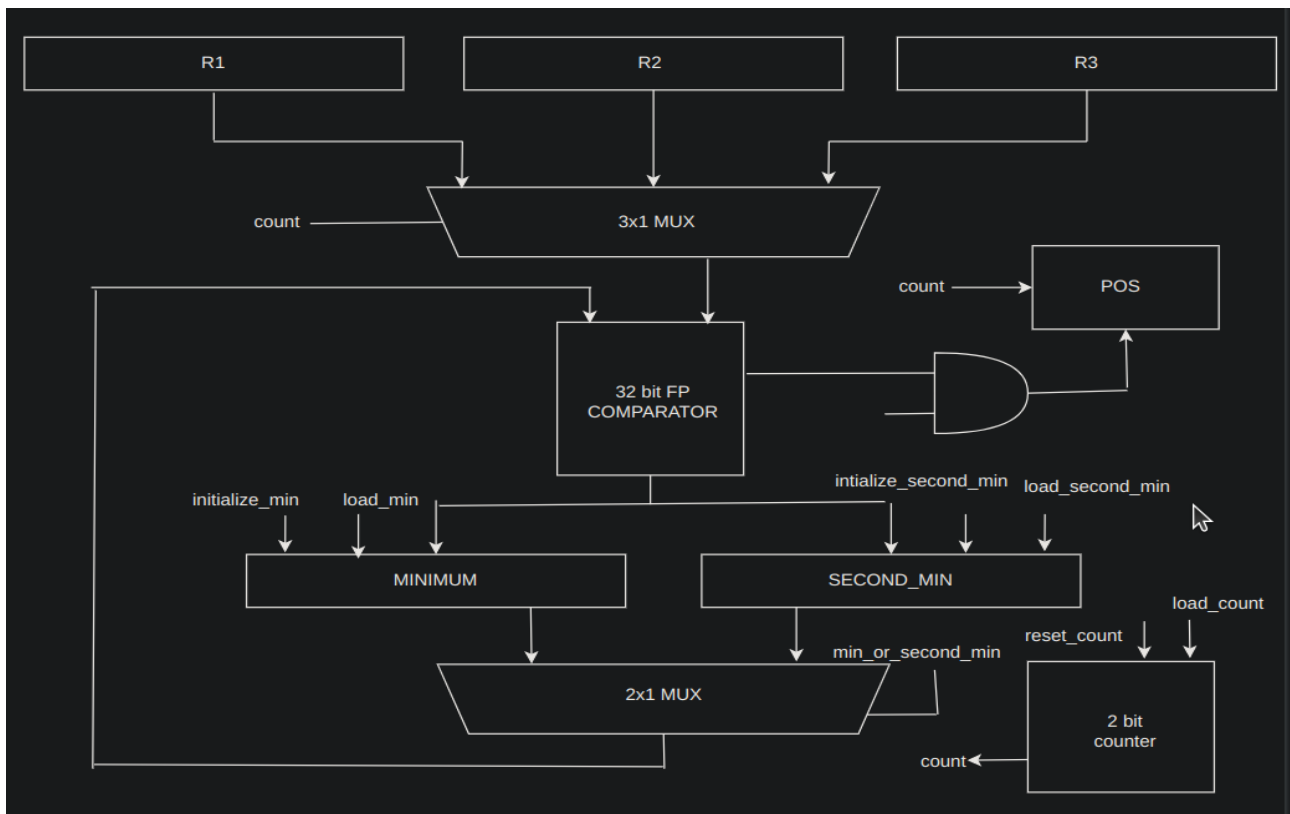 R1
R2
R3
count
3x1 MUX
count
POS
32 bit FP
COMPARATOR
initialize_min
load_min
intialize_second_min
load_second_min
MINIMUM
SECOND_MIN
load_count
reset_count
min_or_second_min
2x1 MUX
2 bit
counter
count